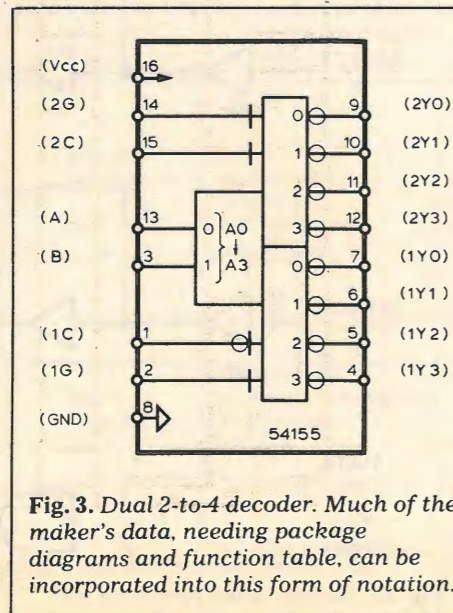 (Vcc) 16
(2G) 14 0 9 (2Y0)
(2C) 15 1 10 (2Y1)
2 11 (2Y2)
(A) 13 0 A0 3 12 (2Y3)
(B) 3 1 A3 0 7 (1Y0)
1 6 (1Y1)
(1C) 1 2 5 (1Y2)
(1G) 2 3 4 (1Y3)
(GND) 8
54155
Fig. 3. Dual 2-to-4 decoder. Much of the
maker's data, needing package
diagrams and function table, can be
incorporated into this form of notation.